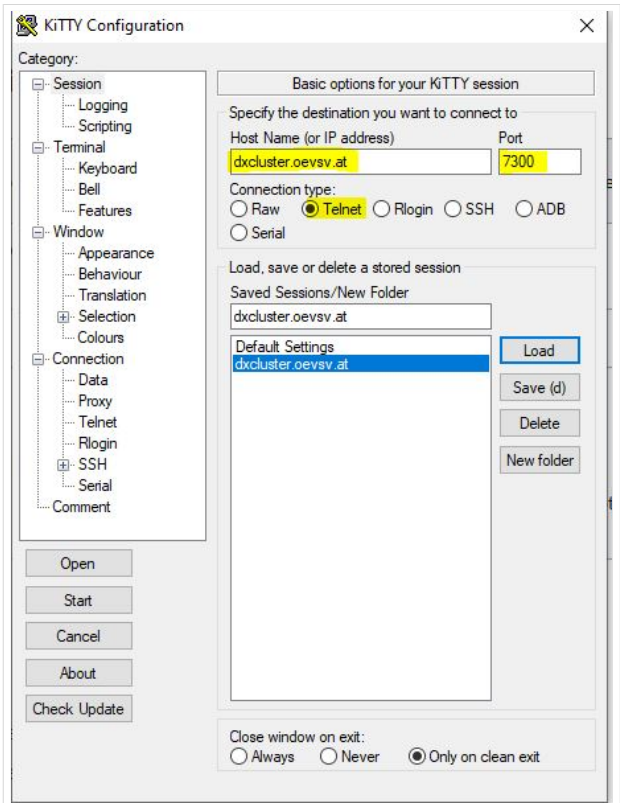 KiTTY Configuration
Category:
Session
Logging
Scripting
Terminal
Keyboard
Bell
Features
Window
Appearance
Behaviour
Translation
Selection
Colours
Connection
Data
Proxy
Telnet
Rlogin
SSH
Serial
Comment
Open
Start
Cancel
About
Check Update
Basic options for your KiTTY session
Specify the destination you want to connect to
Host Name (or IP address) Port
dxcluster.oevsv.at 7300
Connection type:
Raw Telnet Rlogin SSH ADB
Serial
Load, save or delete a stored session
Saved Sessions/New Folder
dxcluster.oevsv.at
Default Settings
dxcluster.oevsv.at
Load
Save (d)
Delete
New folder
Close window on exit:
Always Never Only on clean exit